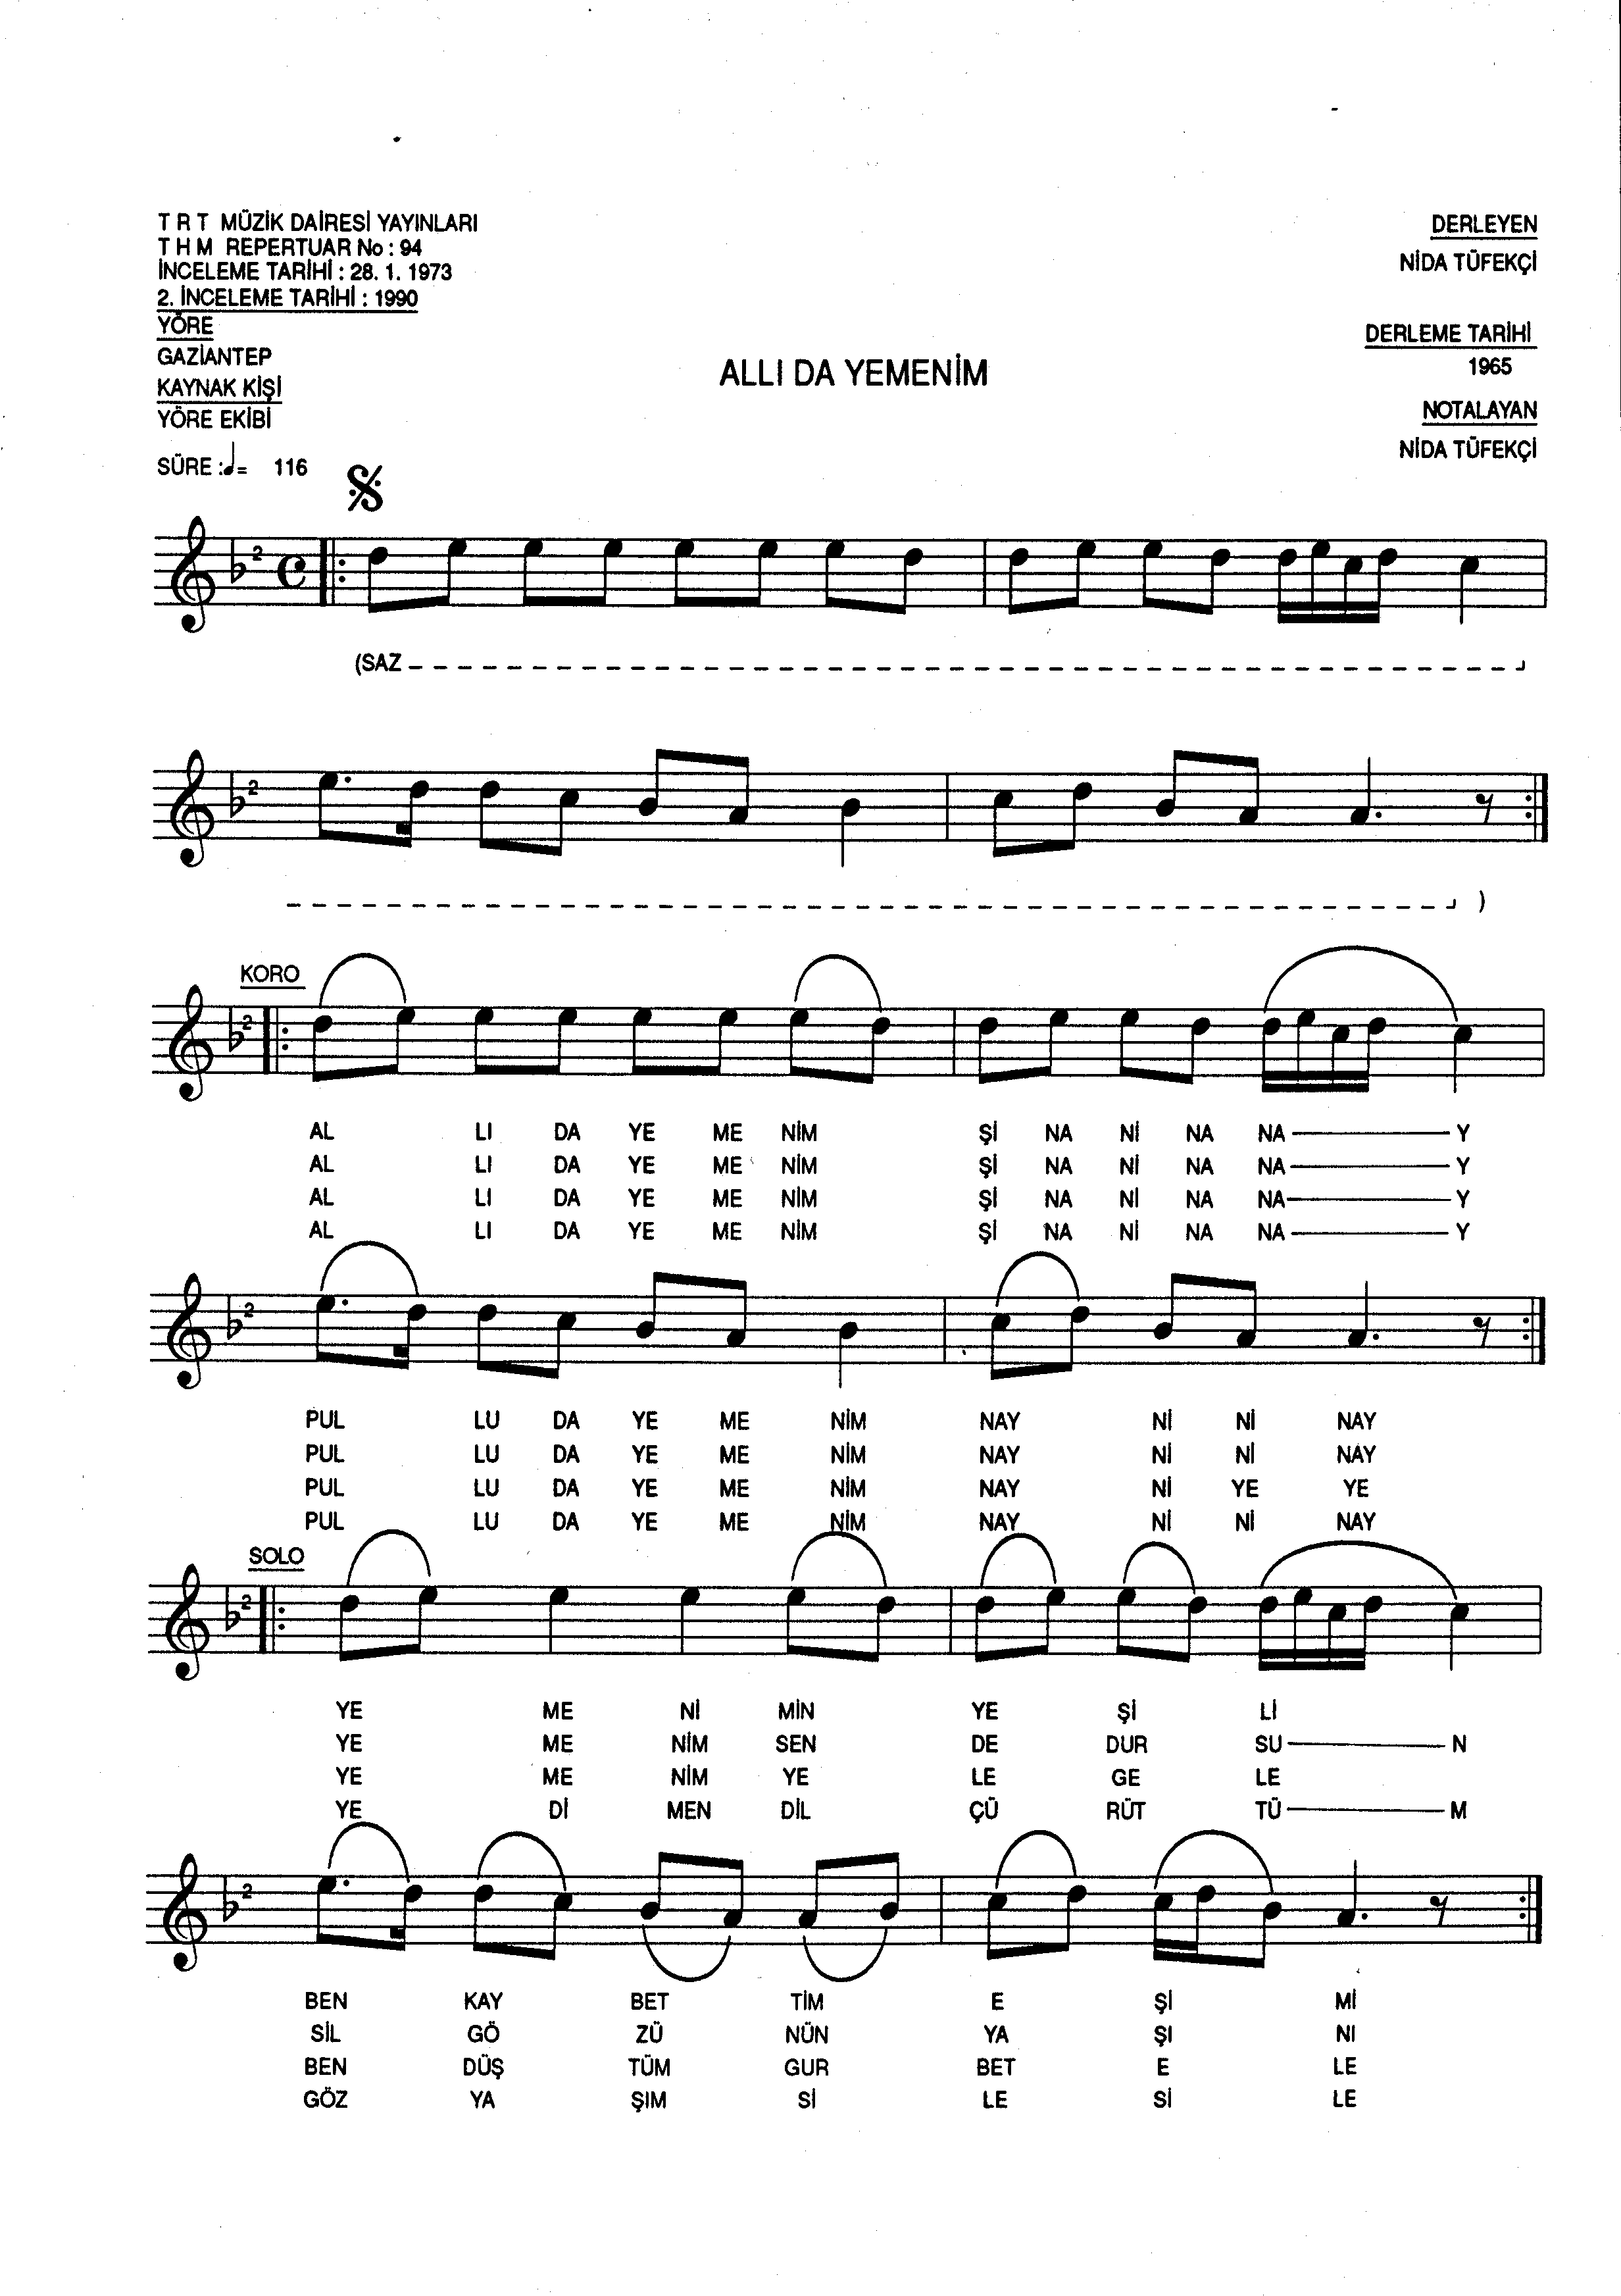 T R T MÜZİK DAİRESİ YAYINLARI
T H M REPERTUAR No : 94
İNCELEME TARİHİ : 28. 1. 1973
2. İNCELEME TARİHİ : 1990
YÖRE
GAZİANTEP
KAYNAK KİŞİ
YÖRE EKİBİ
SÜRE : = 116
DERLEYEN
NİDA TÜFEKÇİ
DERLEME TARİHİ
1965
NOTALAYAN
NİDA TÜFEKÇİ
ALLI DA YEMENİM
(SAZ )
KORO
AL LI DA YE ME NİM Şİ NA Nİ NA NA Y
AL LI DA YE ME NİM Şİ NA Nİ NA NA Y
AL LI DA YE ME NİM Şİ NA Nİ NA NA Y
AL LI DA YE ME NİM Şİ NA Nİ NA NA Y
PUL LU DA YE ME NİM NAY Nİ Nİ NAY
PUL LU DA YE ME NİM NAY Nİ Nİ NAY
PUL LU DA YE ME NİM NAY Nİ YE YE
PUL LU DA YE ME NİM NAY Nİ Nİ NAY
SOLO
YE ME Nİ MİN YE Şİ Lİ
YE ME NİM SEN DE DUR SU N
YE ME NİM YE LE GE LE
YE Dİ MEN DİL ÇÜ RÜT TÜ M
BEN KAY BET TİM E Şİ Mİ
SİL GÖ ZÜ NÜN YA ŞI NI
BEN DÜŞ TÜM GUR BET E LE
GÖZ YA ŞIM Sİ LE Sİ LE